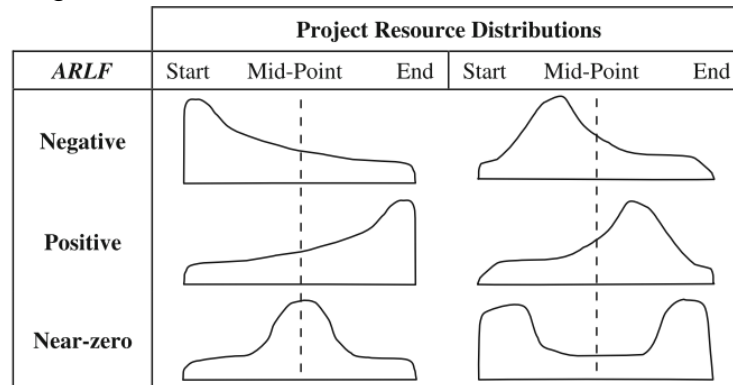 Project Resource Distributions
ARLF Start Mid-Point End Start Mid-Point End
Negative
Positive
Near-zero